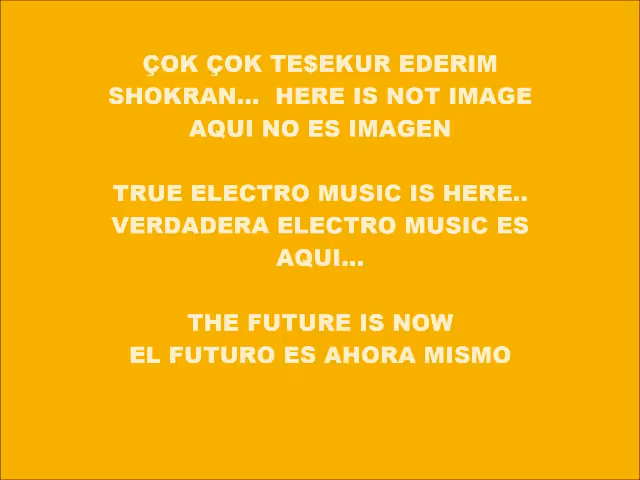 ÇOK ÇOK TE$EKUR EDERIM
SHOKRAN...  HERE IS NOT IMAGE
AQUI NO ES IMAGEN
TRUE ELECTRO MUSIC IS HERE..
VERDADERA ELECTRO MUSIC ES
AQUI...
THE FUTURE IS NOW
EL FUTURO ES AHORA MISMO